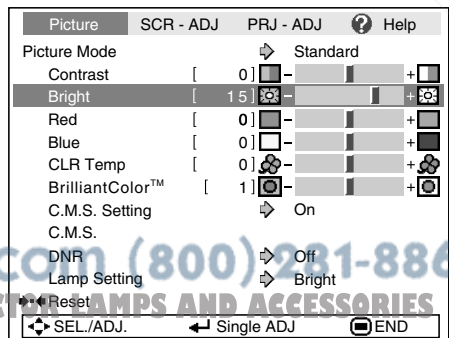 Picture SCR - ADJ PRJ - ADJ ? Help
Picture Mode Standard
Contrast [ 0 ] - +
Bright [ 15 ] - +
Red [ 0 ] - +
Blue [ 0 ] - +
CLR Temp [ 0 ] - +
BrilliantColor™ [ 1 ] - +
C.M.S. Setting On
C.M.S.
DNR Off
com (800) 281-886
Lamp Setting Bright
Reset
TOR LAMPS AND ACCESSORIES
SEL./ADJ. Single ADJ END